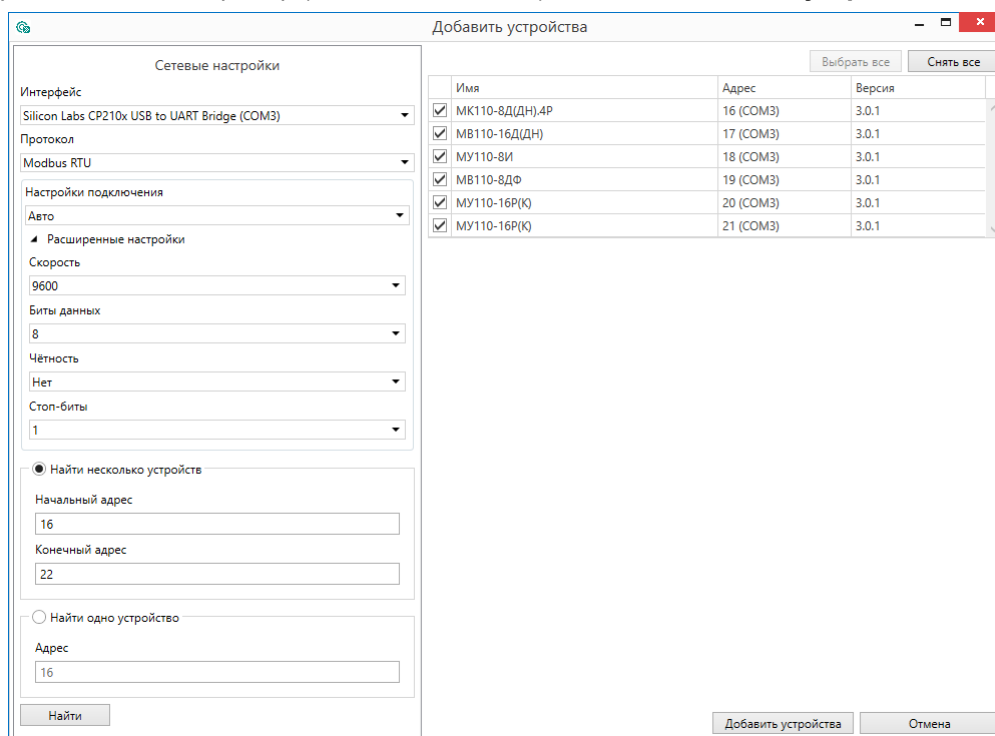 Добавить устройства
Сетевые настройки
Интерфейс
Silicon Labs CP210x USB to UART Bridge (COM3)
Протокол
Modbus RTU
Настройки подключения
Авто
Расширенные настройки
Скорость
9600
Биты данных
8
Чётность
Нет
Стоп-биты
1
Найти несколько устройств
Начальный адрес
16
Конечный адрес
22
Найти одно устройство
Адрес
16
Найти
Выбрать все Снять все
Имя Адрес Версия
МК110-8Д(ДН).4Р 16 (COM3) 3.0.1
МВ110-16Д(ДН) 17 (COM3) 3.0.1
МУ110-8И 18 (COM3) 3.0.1
МВ110-8ДФ 19 (COM3) 3.0.1
МУ110-16Р(К) 20 (COM3) 3.0.1
МУ110-16Р(К) 21 (COM3) 3.0.1
Добавить устройства Отмена